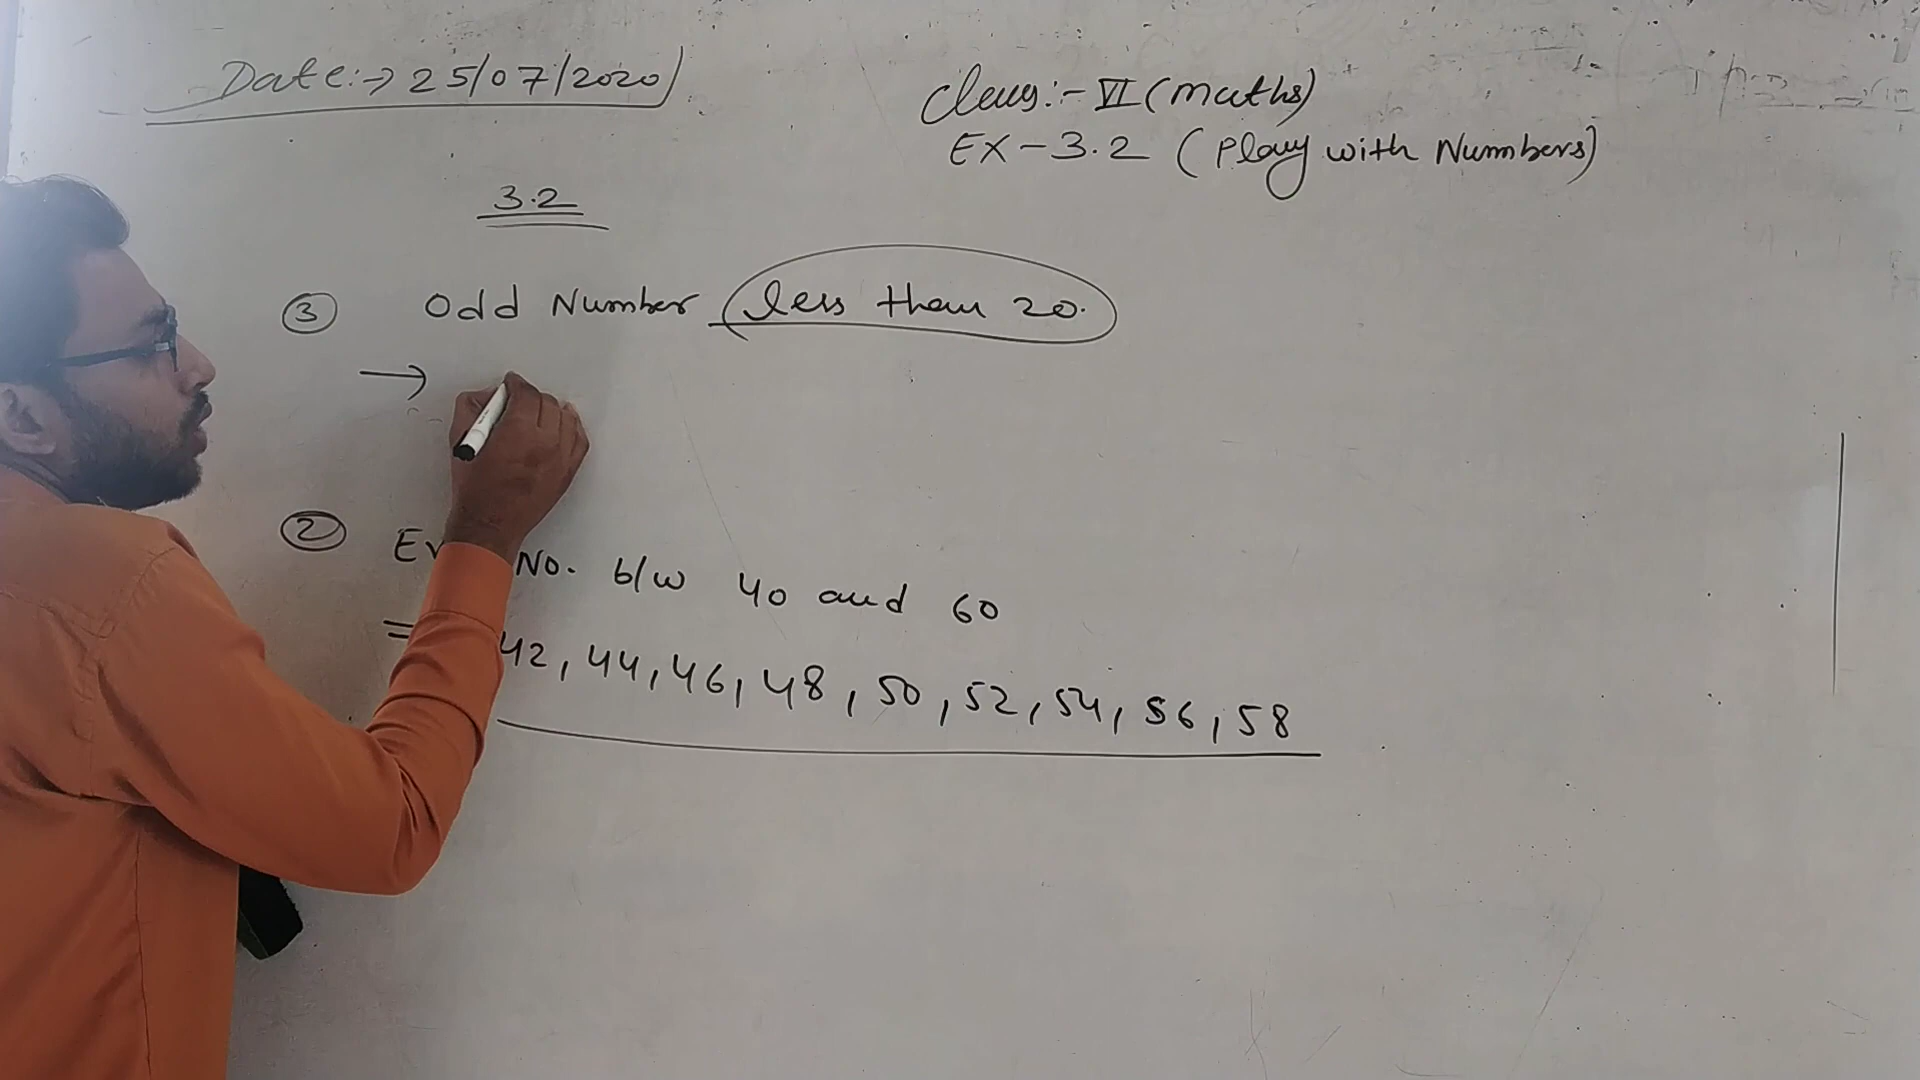 Date:→ 25/07/2020
Class:- VI (maths)
EX-3.2 (Play with Numbers)
3.2
③ Odd Number less than 20.
→
② No. b/w 40 and 60
= 42, 44, 46, 48, 50, 52, 54, 56, 58